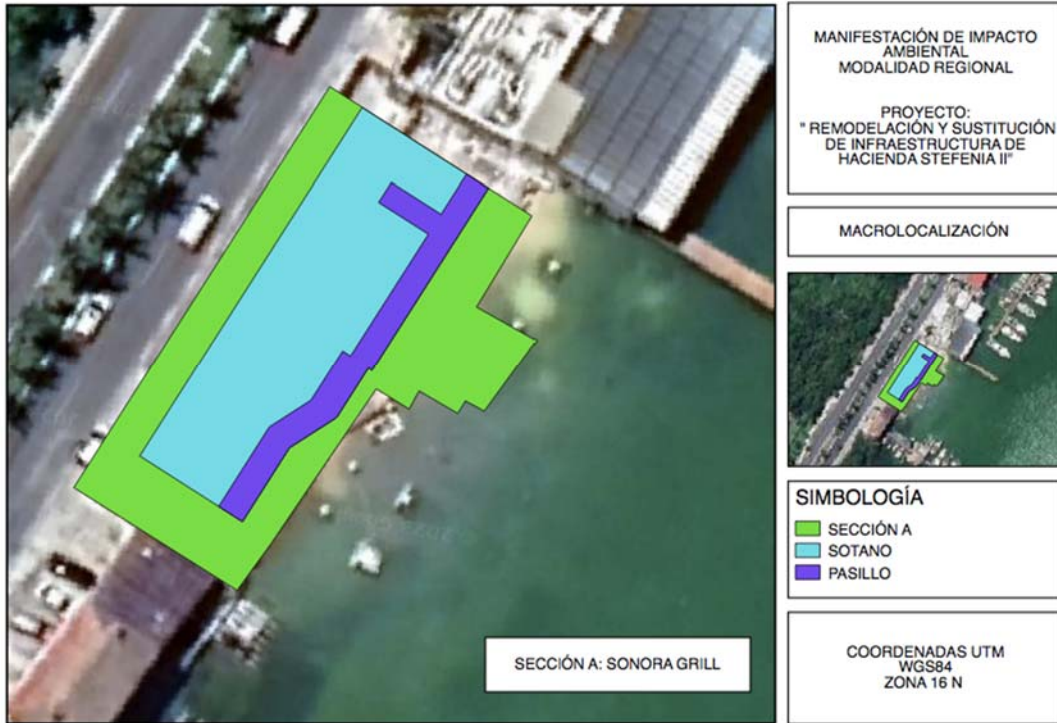 MANIFESTACIÓN DE IMPACTO
AMBIENTAL
MODALIDAD REGIONAL
PROYECTO:
" REMODELACIÓN Y SUSTITUCIÓN
DE INFRAESTRUCTURA DE
HACIENDA STEFENIA II"
MACROLOCALIZACIÓN
SIMBOLOGÍA
SECCIÓN A
SOTANO
PASILLO
COORDENADAS UTM
WGS84
ZONA 16 N
SECCIÓN A: SONORA GRILL